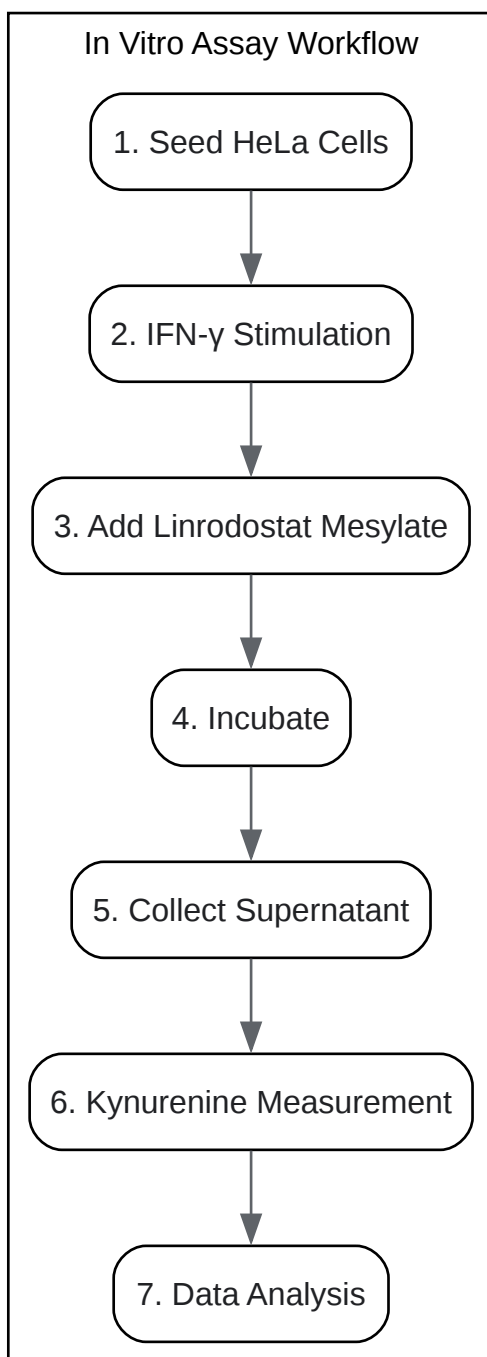 In Vitro Assay Workflow
1. Seed HeLa Cells
2. IFN-γ Stimulation
3. Add Linrodostat Mesylate
4. Incubate
5. Collect Supernatant
6. Kynurenine Measurement
7. Data Analysis